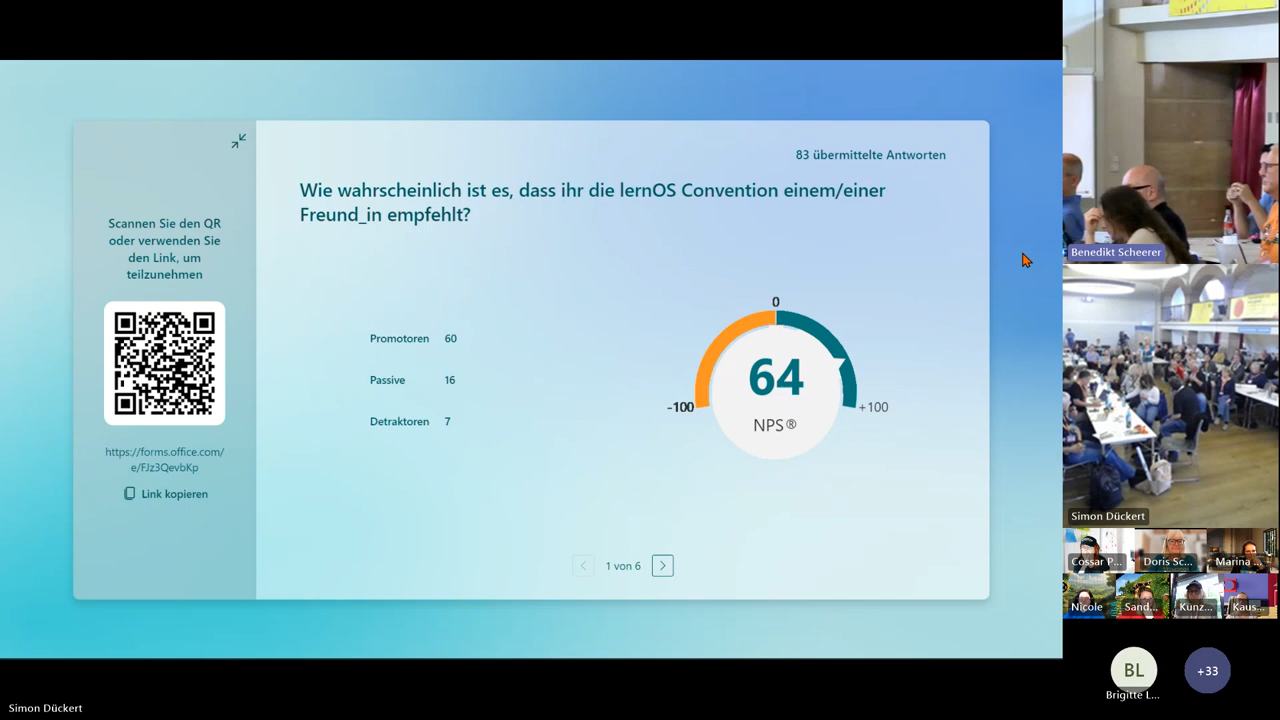 83 übermittelte Antworten
Wie wahrscheinlich ist es, dass ihr die lernOS Convention einem/einer
Freund_in empfehlt?
Scannen Sie den QR
oder verwenden Sie
den Link, um
teilzunehmen
https://forms.office.com/
e/FJz3QevbKp
Link kopieren
Promotoren 60
Passive 16
Detraktoren 7
0
64
NPS®
-100
+100
1 von 6
Benedikt Scheerer
Simon Dückert
Cossar P...
Doris Sc...
Marina ...
Nicole
Sand...
Kunz...
Kaus...
BL
+33
Brigitte L...
Simon Dückert